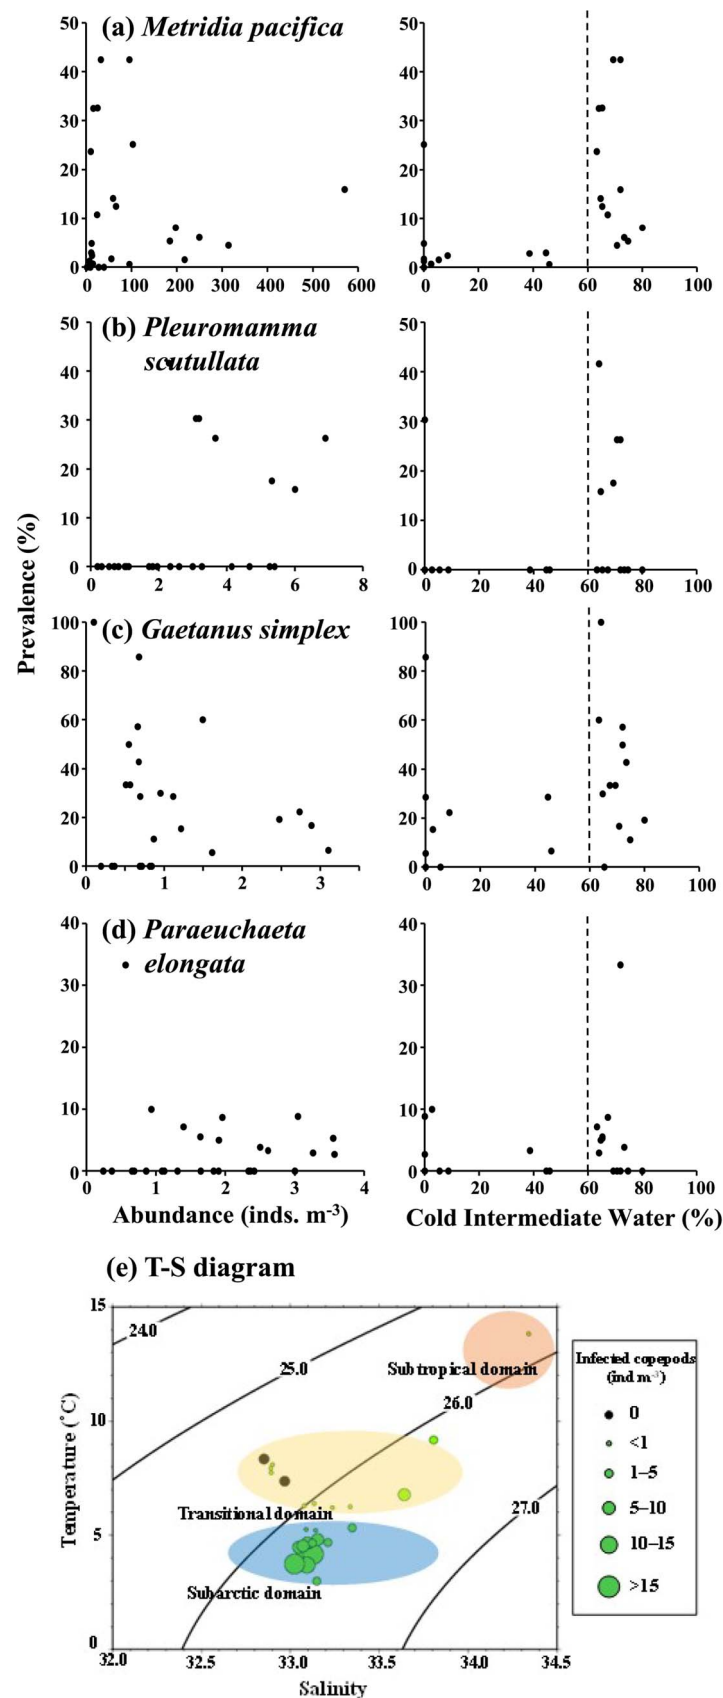 (a) Metridia pacifica
50
40
30
20
10
0
0 100 200 300 400 500 600
0 20 40 60 80 100
(b) Pleuromamma
scutullata
50
40
30
20
10
0
0 2 4 6 8
50
40
30
20
10
0
0 20 40 60 80 100
Prevalence (%)
(c) Gaetanus simplex
100
80
60
40
20
0
0 1 2 3
100
80
60
40
20
0
0 20 40 60 80 100
(d) Paraeuchaeta
elongata
40
30
20
10
0
0 1 2 3 4
40
30
20
10
0
0 20 40 60 80 100
Abundance (inds. m-3)
Cold Intermediate Water (%)
(e) T-S diagram
15
10
5
0
Temperature (˚C)
24.0
25.0
26.0
27.0
Subtropical domain
Transitional domain
Subarctic domain
32.0 32.5 33.0 33.5 34.0 34.5
Salinity
Infected copepods
(ind m-3)
0
<1
1–5
5–10
10–15
>15